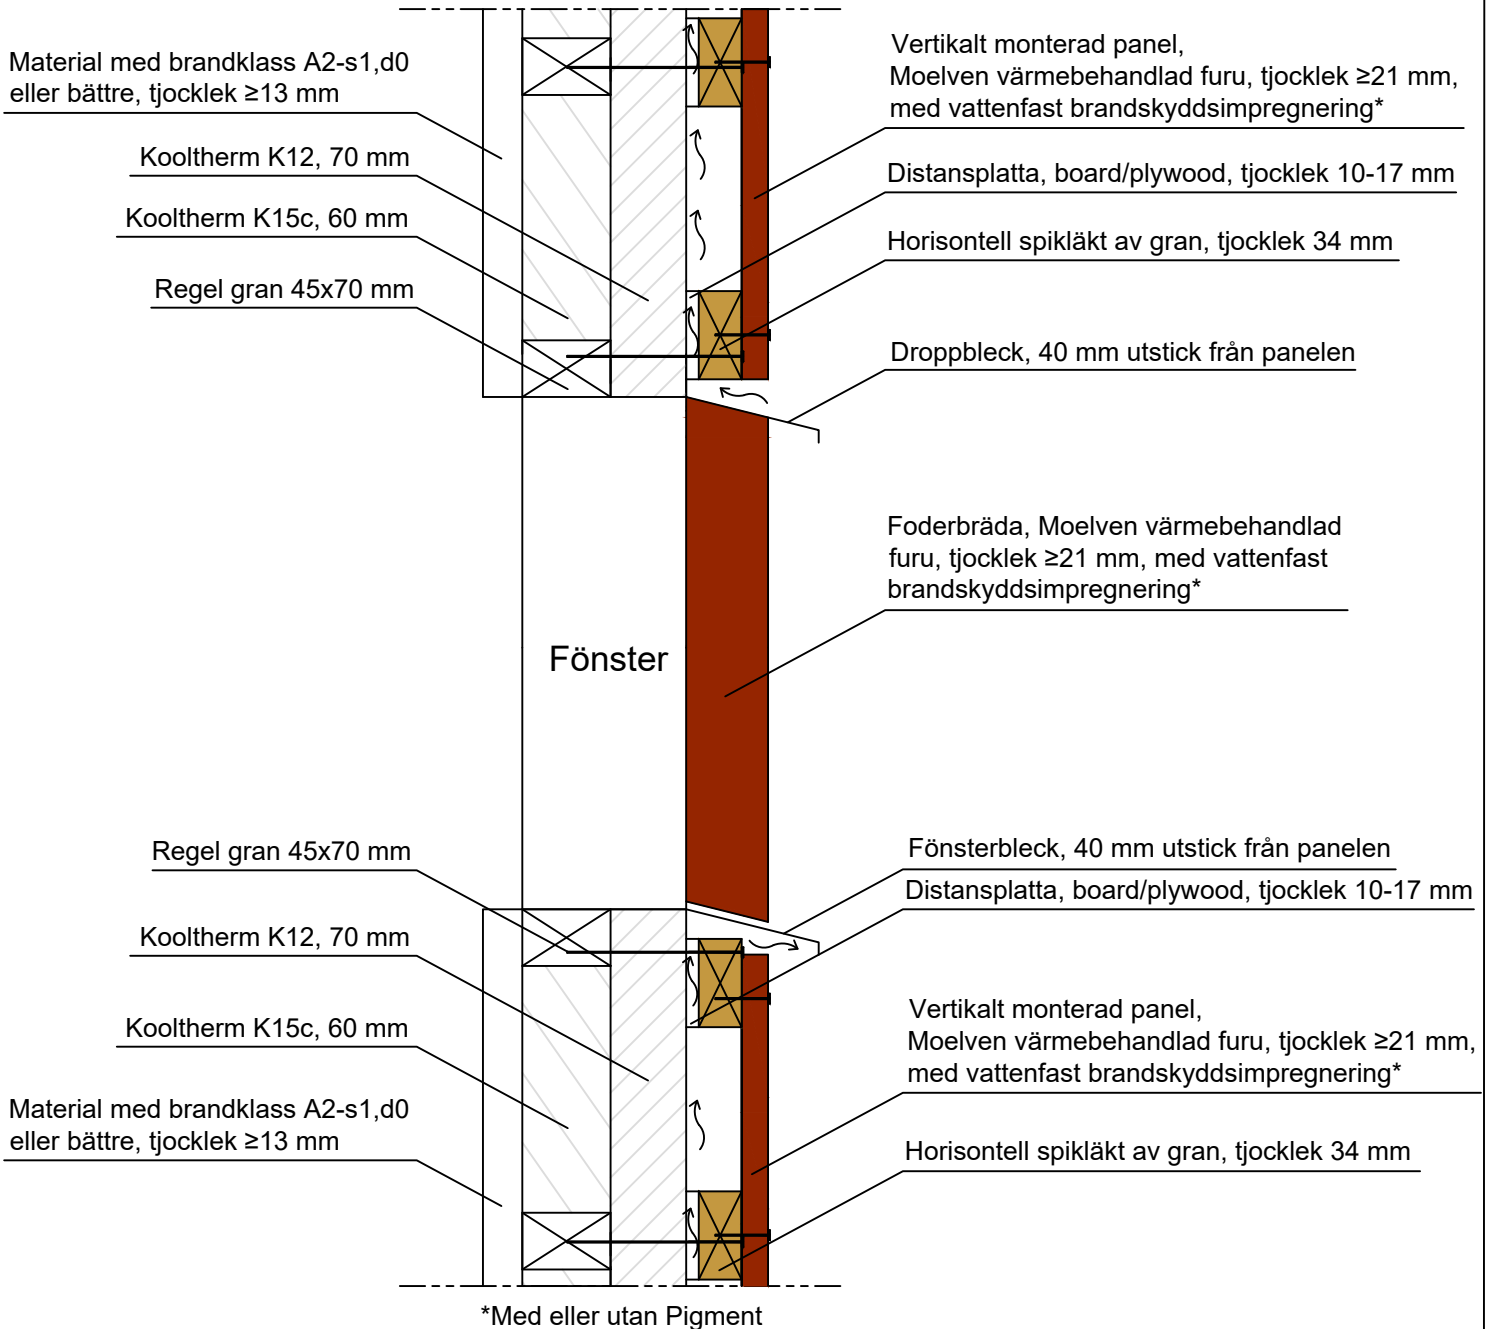 Material med brandklass A2-s1,d0
eller bättre, tjocklek ≥13 mm
Kooltherm K12, 70 mm
Kooltherm K15c, 60 mm
Regel gran 45x70 mm
Vertikalt monterad panel,
Moelven värmebehandlad furu, tjocklek ≥21 mm,
med vattenfast brandskyddsimpregnering*
Distansplatta, board/plywood, tjocklek 10-17 mm
Horisontell spikläkt av gran, tjocklek 34 mm
Droppbleck, 40 mm utstick från panelen
Foderbräda, Moelven värmebehandlad
furu, tjocklek ≥21 mm, med vattenfast
brandskyddsimpregnering*
Fönster
Regel gran 45x70 mm
Kooltherm K12, 70 mm
Kooltherm K15c, 60 mm
Material med brandklass A2-s1,d0
eller bättre, tjocklek ≥13 mm
Fönsterbleck, 40 mm utstick från panelen
Distansplatta, board/plywood, tjocklek 10-17 mm
Vertikalt monterad panel,
Moelven värmebehandlad furu, tjocklek ≥21 mm,
med vattenfast brandskyddsimpregnering*
Horisontell spikläkt av gran, tjocklek 34 mm
*Med eller utan Pigment